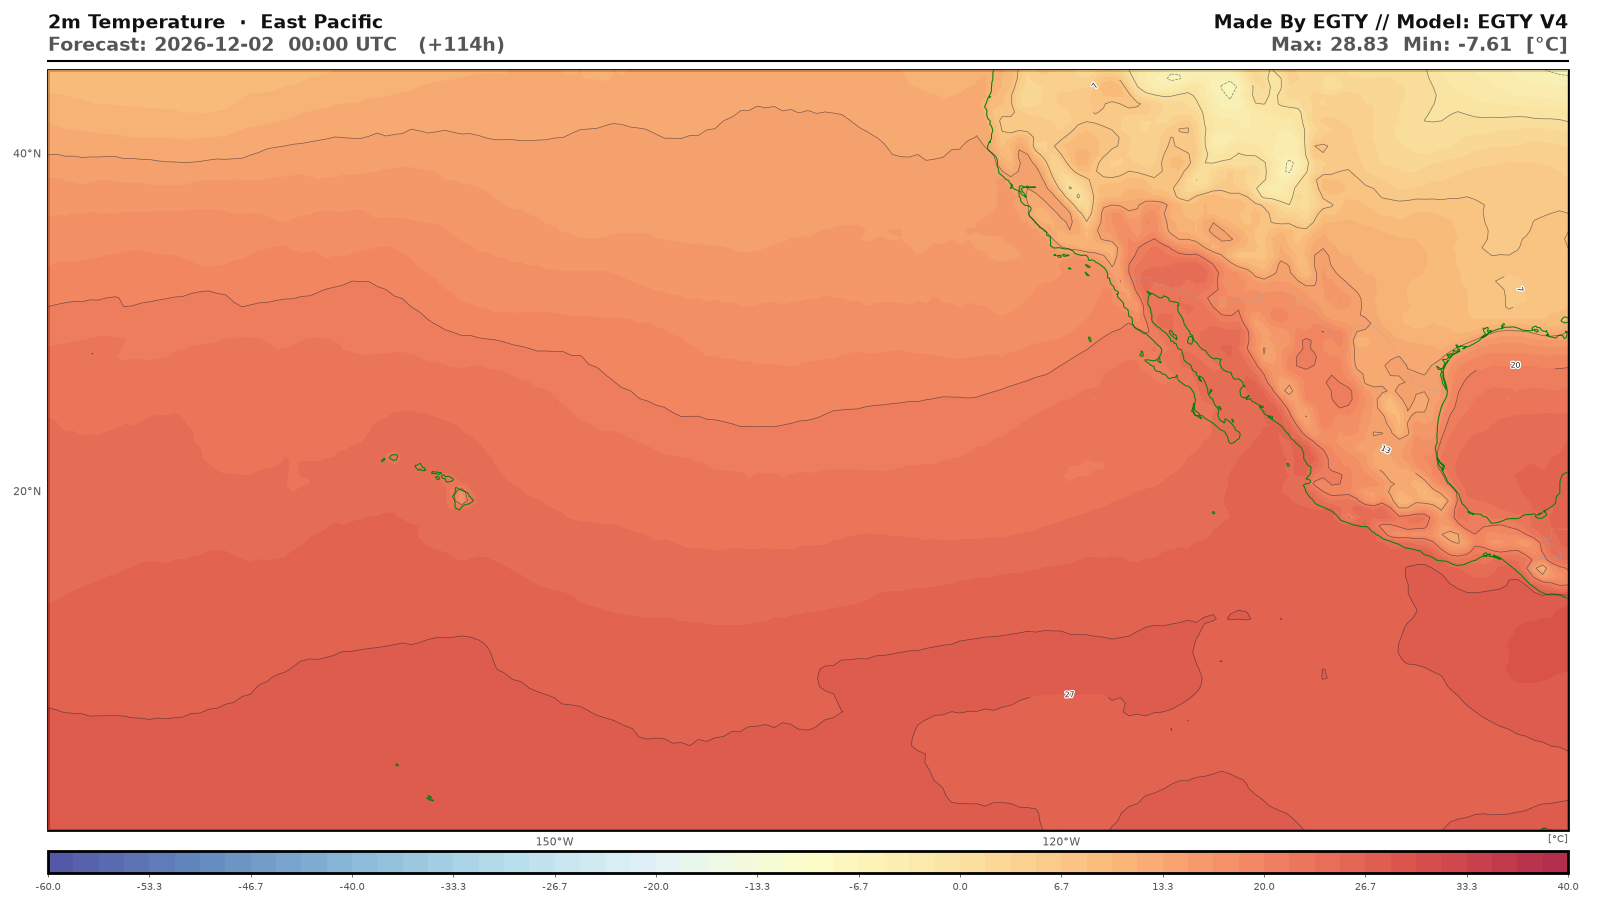 2m Temperature · East Pacific
Made By EGTY // Model: EGTY V4
Forecast: 2026-12-02 00:00 UTC (+114h)
Max: 28.83 Min: -7.61 [°C]
7
40°N
7
20
13
20°N
27
150°W
120°W
[°C]
-60.0 -53.3 -46.7 -40.0 -33.3 -26.7 -20.0 -13.3 -6.7 0.0 6.7 13.3 20.0 26.7 33.3 40.0